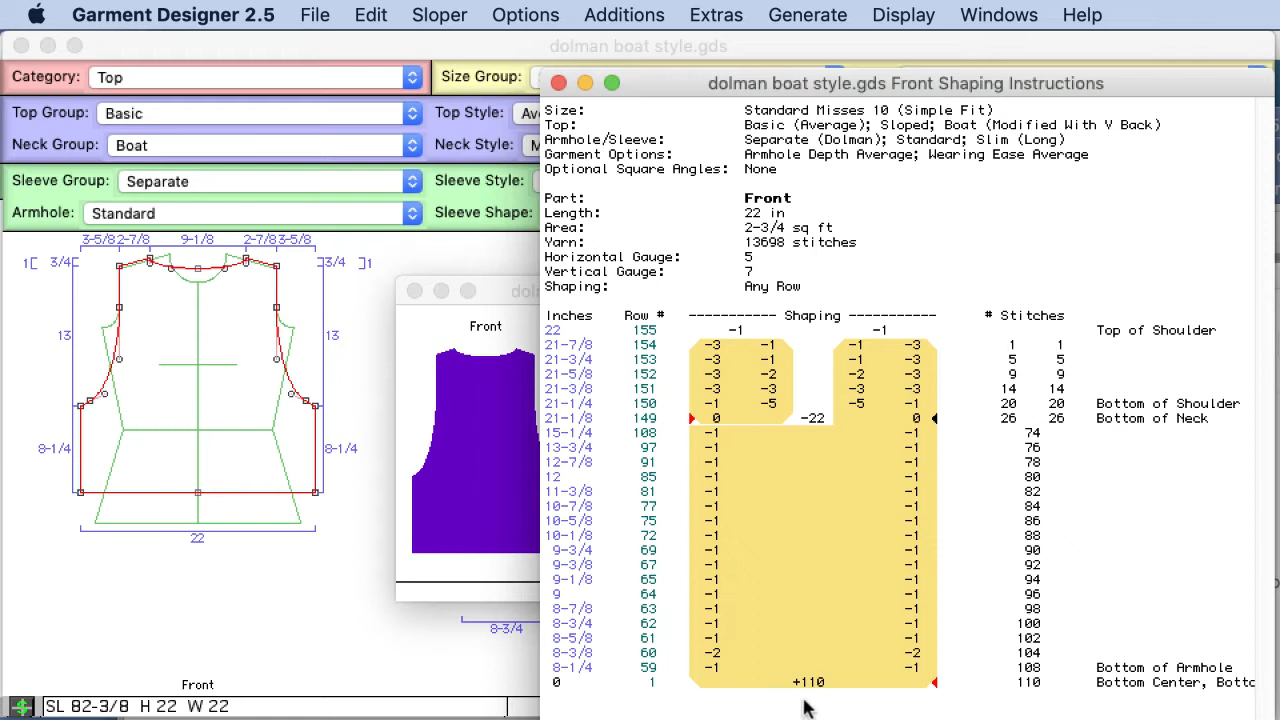 Garment Designer 2.5 File Edit Sloper Options Additions Extras Generate Display Windows Help
dolman boat style.gds
Category: Top Size Group:
Top Group: Basic Top Style:
Neck Group: Boat Neck Style:
Sleeve Group: Separate Sleeve Style:
Armhole: Standard Sleeve Shape:
3-5/8 2-7/8 9-1/8 2-7/8 3-5/8
1 3/4 3/4 1
13 13
8-1/4 8-1/4
22
Front
SL 82-3/8 H 22 W 22
Front
8-3/4
dolman boat style.gds Front Shaping Instructions
Size: Standard Misses 10 (Simple Fit)
Top: Basic (Average); Sloped; Boat (Modified With V Back)
Armhole/Sleeve: Separate (Dolman); Standard; Slim (Long)
Garment Options: Armhole Depth Average; Wearing Ease Average
Optional Square Angles: None
Part: Front
Length: 22 in
Area: 2-3/4 sq ft
Yarn: 13698 stitches
Horizontal Gauge: 5
Vertical Gauge: 7
Shaping: Any Row
Inches Row # ----------- Shaping ----------- # Stitches
22 155 -1 -1 Top of Shoulder
21-7/8 154 -3 -1 -1 -3 1 1
21-3/4 153 -3 -1 -1 -3 5 5
21-5/8 152 -3 -2 -2 -3 9 9
21-3/8 151 -3 -3 -3 -3 14 14
21-1/4 150 -1 -5 -5 -1 20 20 Bottom of Shoulder
21-1/8 149 0 -22 0 26 26 Bottom of Neck
15-1/4 108 -1 -1 74
13-3/4 97 -1 -1 76
12-7/8 91 -1 -1 78
12 85 -1 -1 80
11-3/8 81 -1 -1 82
10-7/8 77 -1 -1 84
10-5/8 75 -1 -1 86
10-1/8 72 -1 -1 88
9-3/4 69 -1 -1 90
9-3/8 67 -1 -1 92
9-1/8 65 -1 -1 94
9 64 -1 -1 96
8-7/8 63 -1 -1 98
8-3/4 62 -1 -1 100
8-5/8 61 -1 -1 102
8-3/8 60 -2 -2 104
8-1/4 59 -1 -1 108 Bottom of Armhole
0 1 +110 110 Bottom Center,